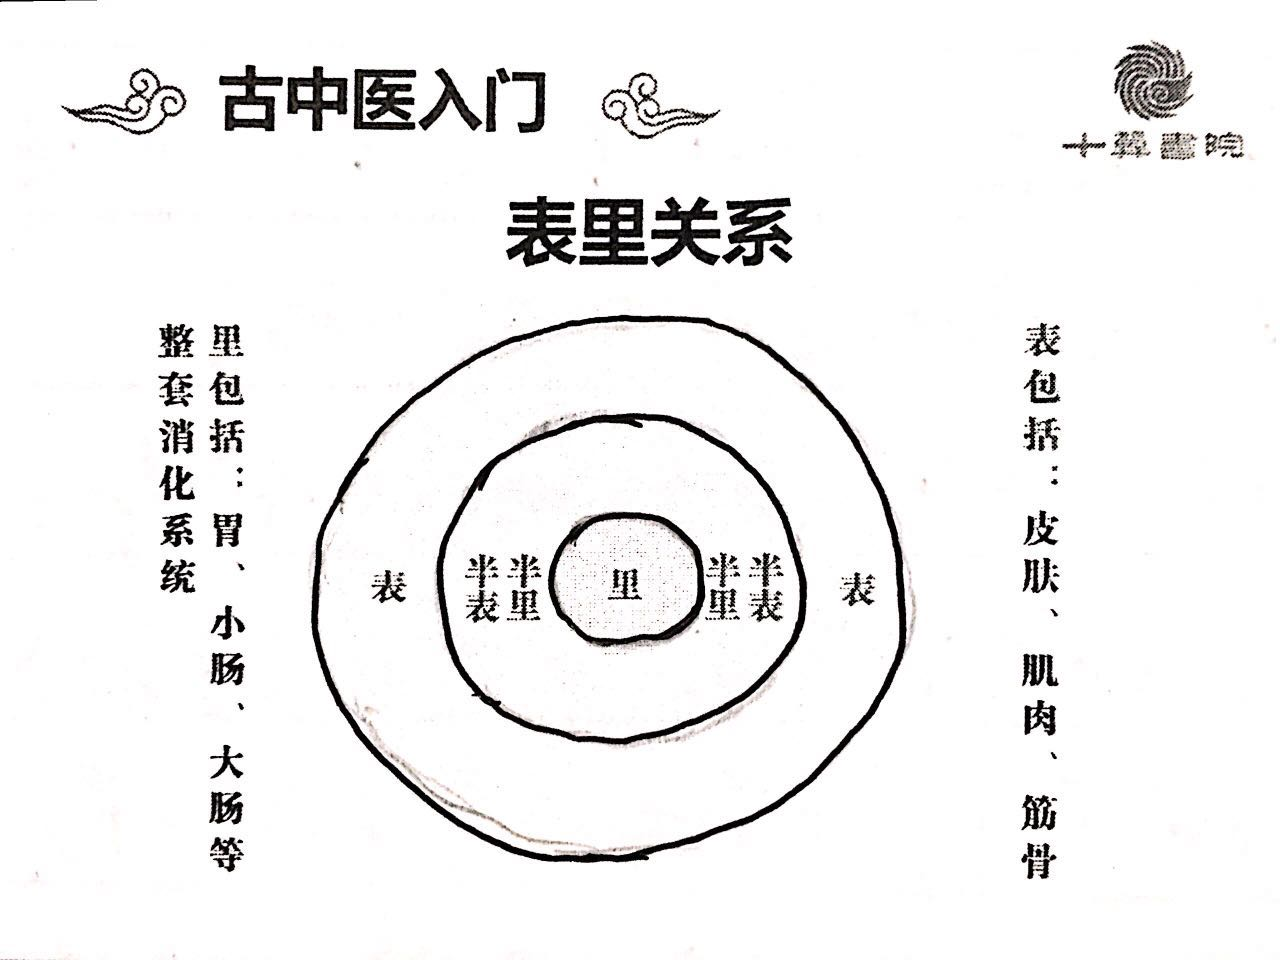 古中医入门
十翼書院
表里关系
表包括：皮肤、肌肉、筋骨
里包括：胃、小肠、大肠等
整套消化系统
表
半表
半里
里
半里
半表
表